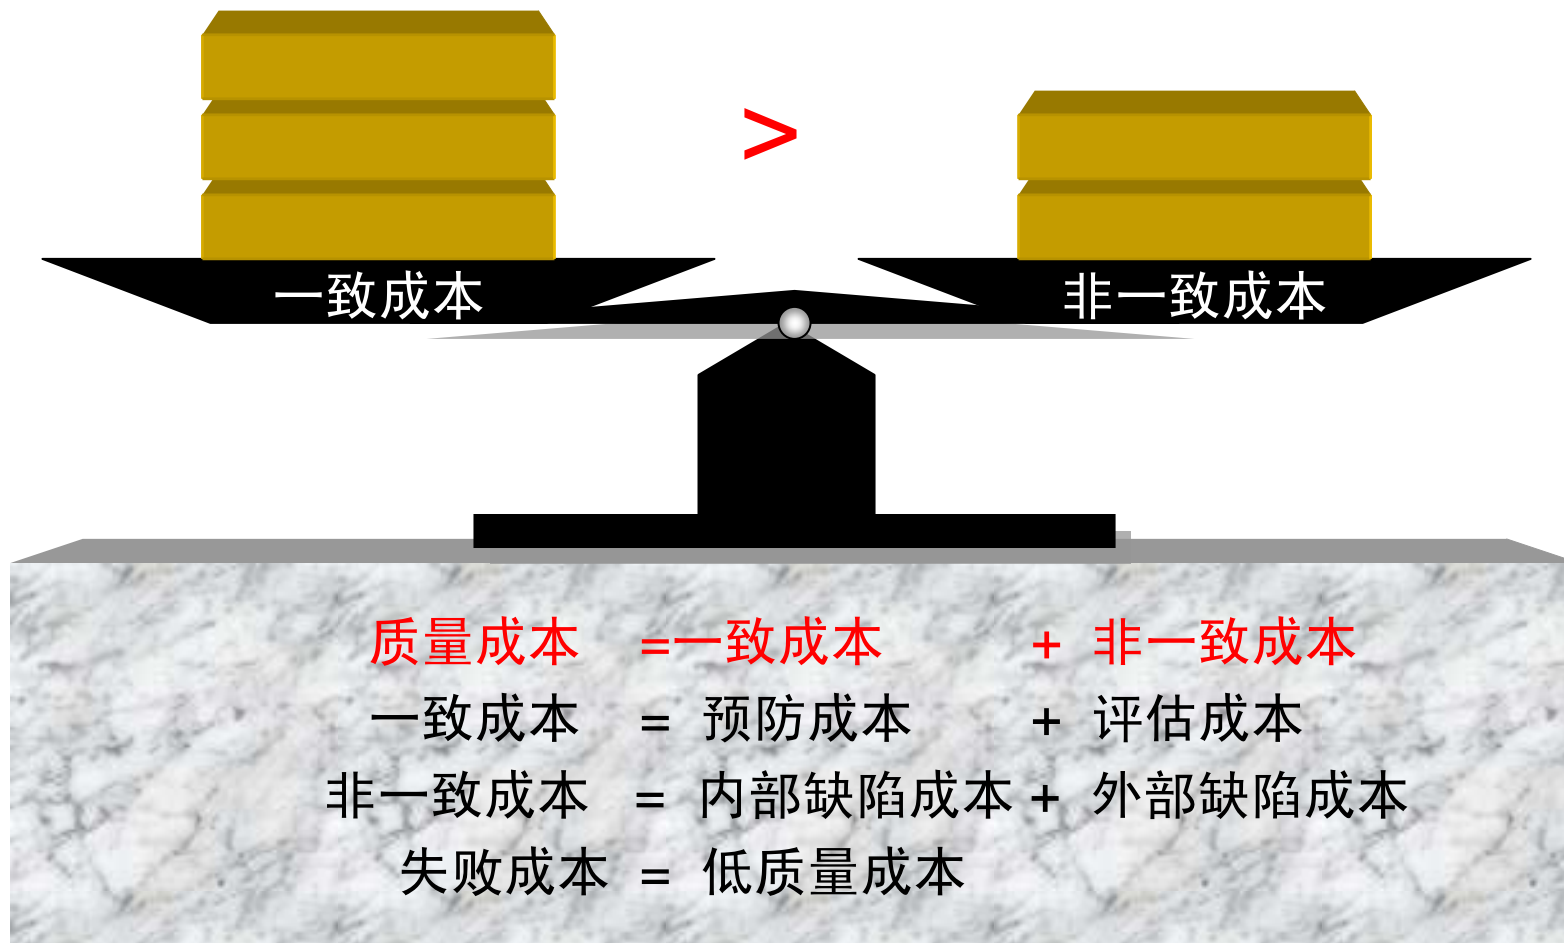 >
一致成本
非一致成本
质量成本 =一致成本 + 非一致成本
一致成本 = 预防成本 + 评估成本
非一致成本 = 内部缺陷成本 + 外部缺陷成本
失败成本 = 低质量成本